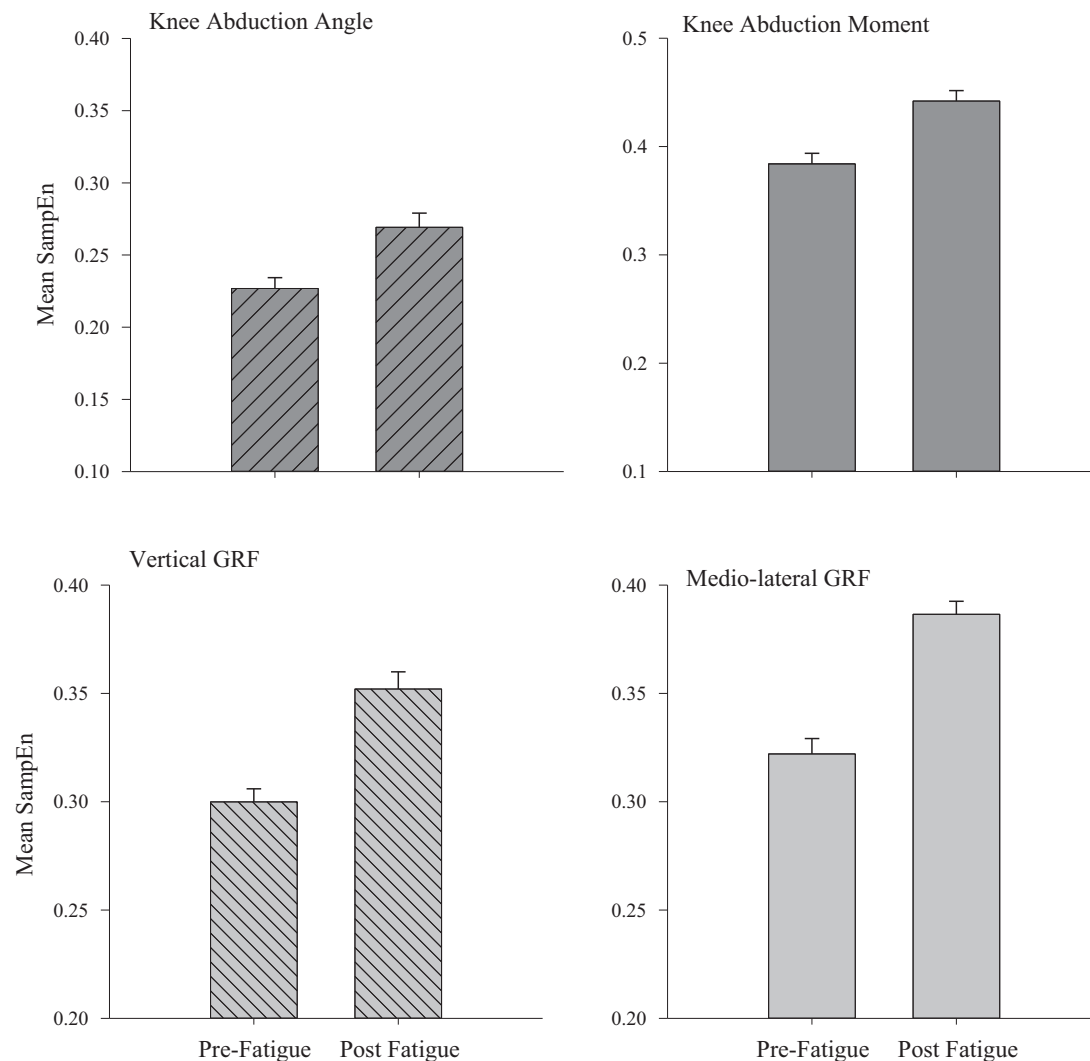 Knee Abduction Angle
0.40
0.35
0.30
0.25
0.20
0.15
0.10
Mean SampEn
Knee Abduction Moment
0.5
0.4
0.3
0.2
0.1
Vertical GRF
0.40
0.35
0.30
0.25
0.20
Mean SampEn
Pre-Fatigue Post Fatigue
Medio-lateral GRF
0.40
0.35
0.30
0.25
0.20
Pre-Fatigue Post Fatigue